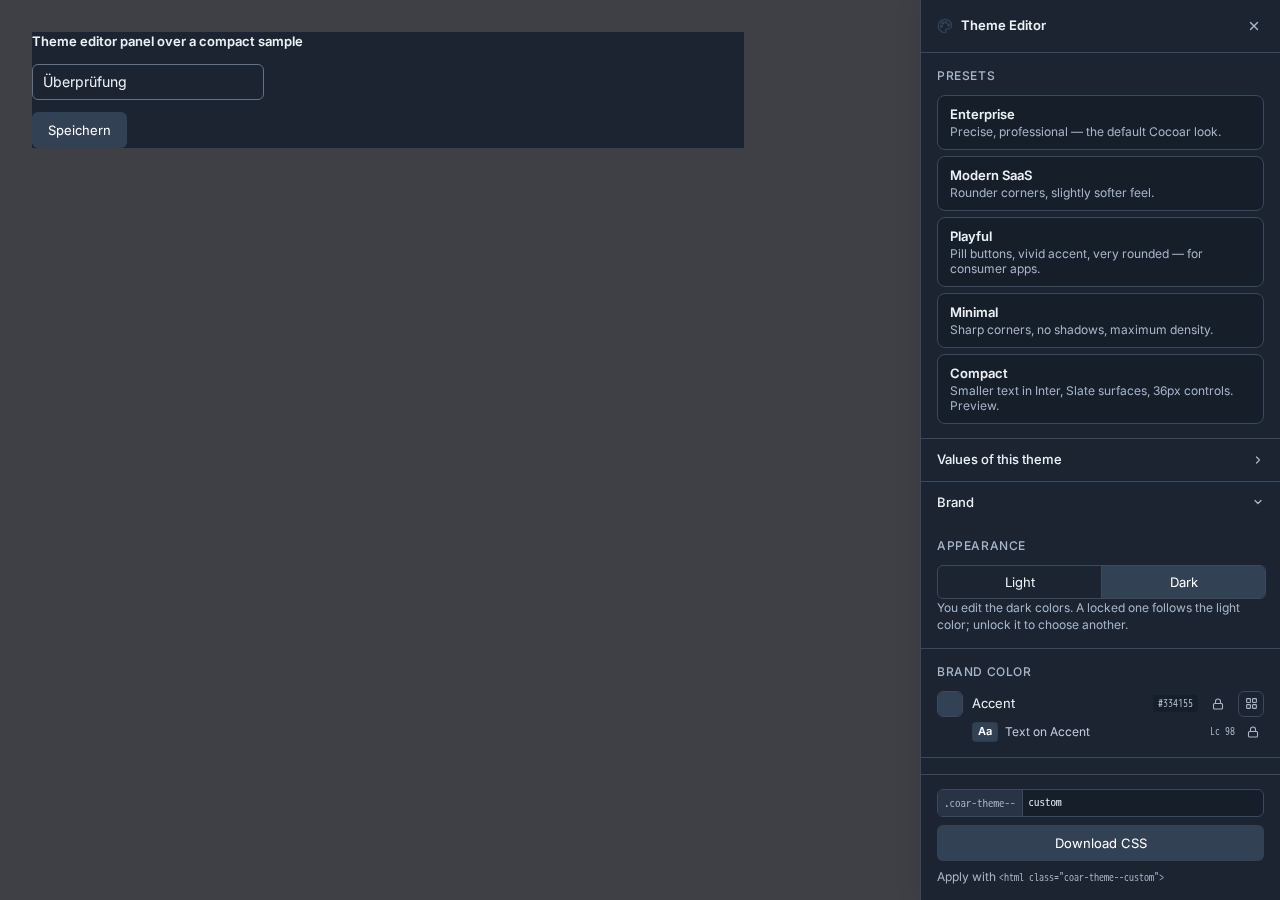 Theme editor panel over a compact sample
Überprüfung
Speichern
Theme Editor
PRESETS
Enterprise
Precise, professional — the default Cocoar look.
Modern SaaS
Rounder corners, slightly softer feel.
Playful
Pill buttons, vivid accent, very rounded — for
consumer apps.
Minimal
Sharp corners, no shadows, maximum density.
Compact
Smaller text in Inter, Slate surfaces, 36px controls.
Preview.
Values of this theme
Brand
APPEARANCE
Light Dark
You edit the dark colors. A locked one follows the light
color; unlock it to choose another.
BRAND COLOR
Accent #334155
Aa Text on Accent Lc 98
.coar-theme-- custom
Download CSS
Apply with <html class="coar-theme--custom">